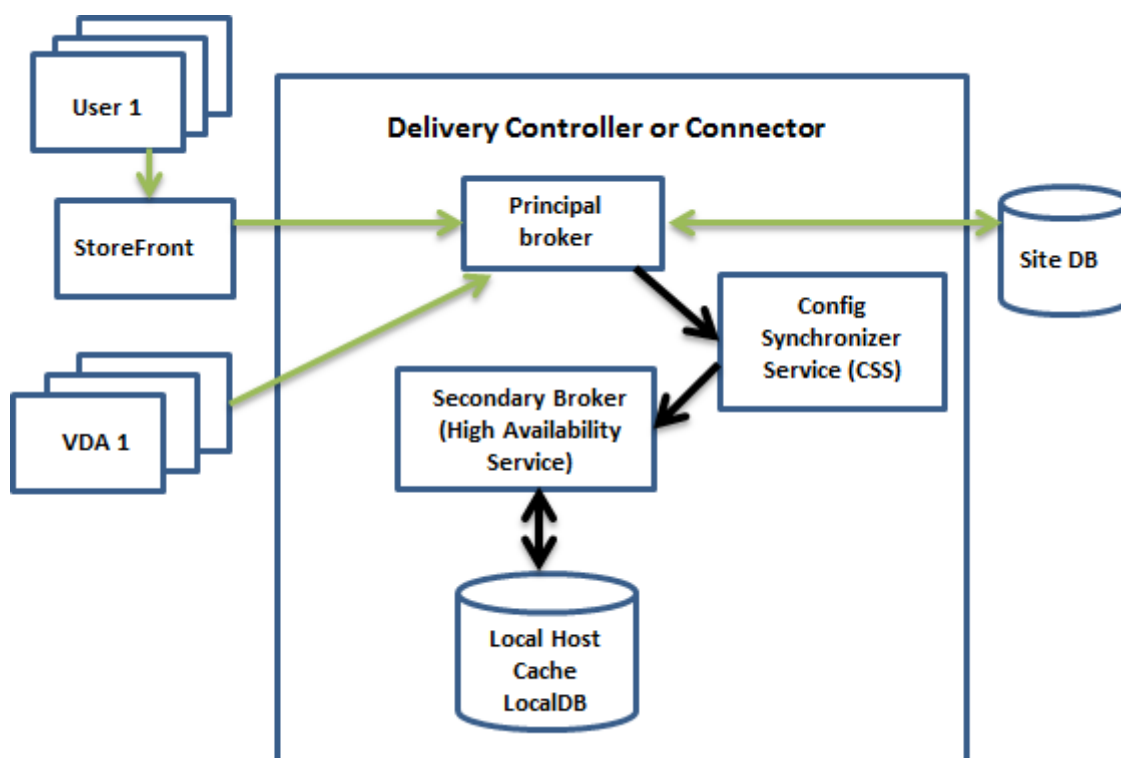 User 1
Delivery Controller or Connector
Principal
broker
StoreFront
Site DB
Config
Synchronizer
Service (CSS)
Secondary Broker
(High Availability
Service)
VDA 1
Local Host
Cache
LocalDB